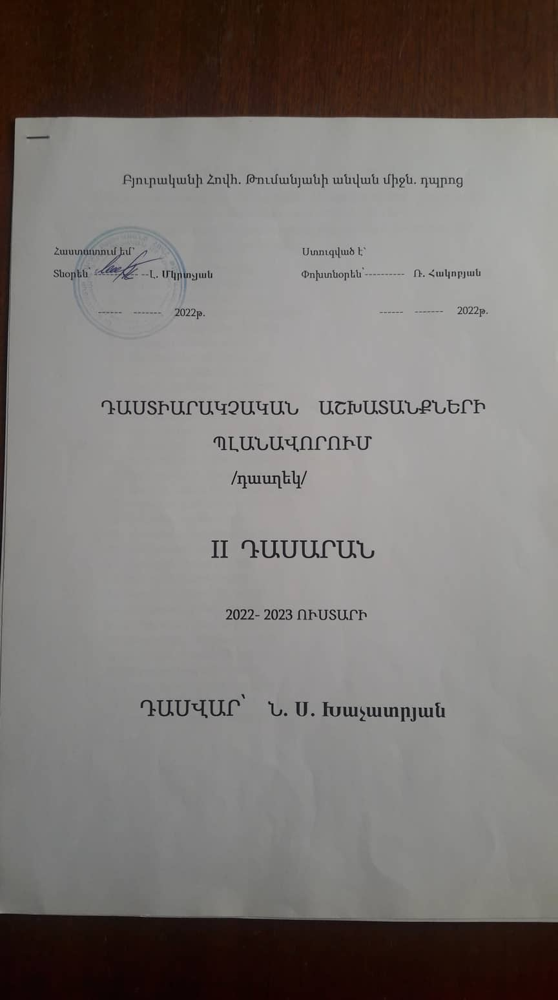 Բյուրականի Հովհ. Թումանյանի անվան միջն. դպրոց
Հաստատում եմ՝
Տնօրեն՝ --------------- --Լ. Մկրտչյան
------ ------- 2022թ.
Ստուգված է՝
Փոխտնօրեն՝---------- Ռ. Հակոբյան
------ ------- 2022թ.
ԴԱՍՏԻԱՐԱԿՉԱԿԱՆ ԱՇԽԱՏԱՆՔՆԵՐԻ
ՊԼԱՆԱՎՈՐՈՒՄ
/դասղեկ/
II ԴԱՍԱՐԱՆ
2022- 2023 ՈՒՍՏԱՐԻ
ԴԱՍՎԱՐ՝ Ն. Ս. Խաչատրյան